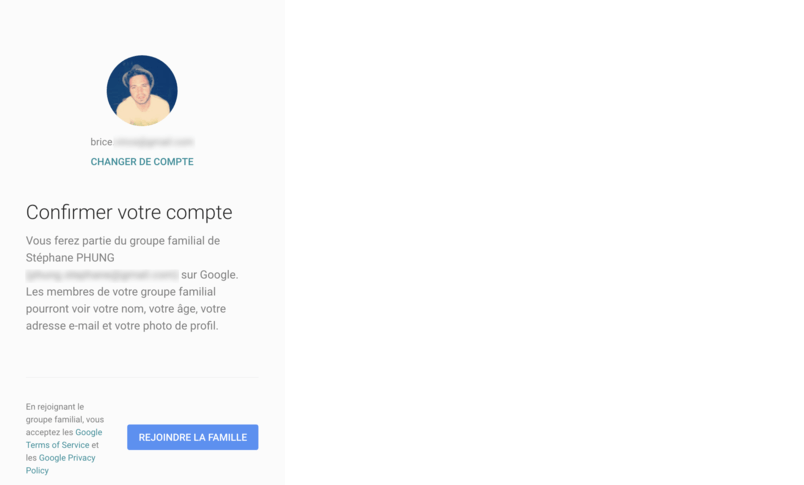 brice
CHANGER DE COMPTE
Confirmer votre compte
Vous ferez partie du groupe familial de
Stéphane PHUNG
sur Google.
Les membres de votre groupe familial
pourront voir votre nom, votre âge, votre
adresse e-mail et votre photo de profil.
En rejoignant le
groupe familial, vous
acceptez les Google
Terms of Service et
les Google Privacy
Policy
REJOINDRE LA FAMILLE